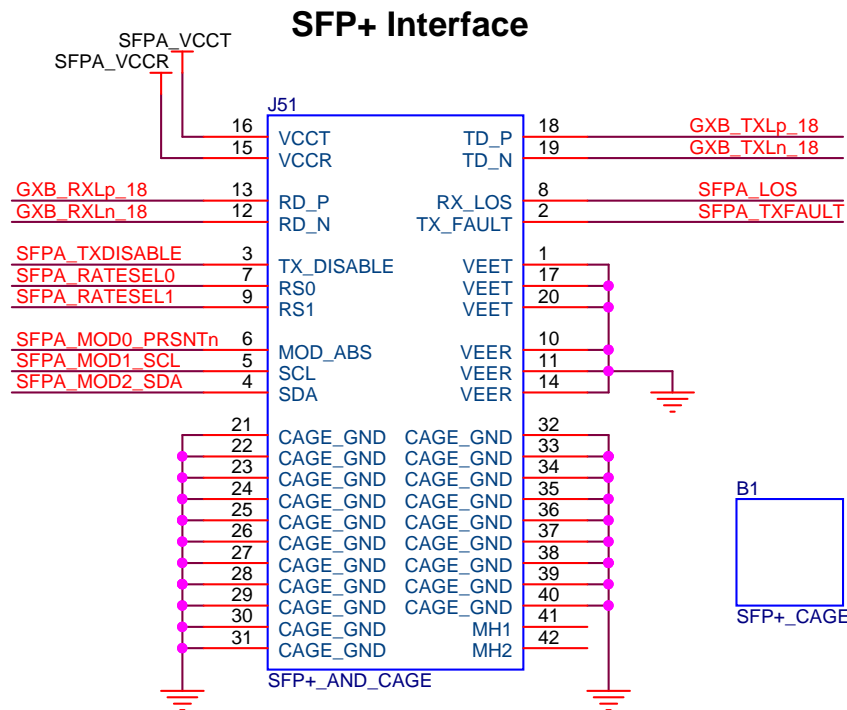 SFP+ Interface
SFPA_VCCT
SFPA_VCCR
J51
16 VCCT TD_P 18 GXB_TXLp_18
15 VCCR TD_N 19 GXB_TXLn_18
GXB_RXLp_18 13 RD_P RX_LOS 8 SFPA_LOS
GXB_RXLn_18 12 RD_N TX_FAULT 2 SFPA_TXFAULT
SFPA_TXDISABLE 3 TX_DISABLE VEET 1
SFPA_RATESEL0 7 RS0 VEET 17
SFPA_RATESEL1 9 RS1 VEET 20
SFPA_MOD0_PRSNTn 6 MOD_ABS VEER 10
SFPA_MOD1_SCL 5 SCL VEER 11
SFPA_MOD2_SDA 4 SDA VEER 14
21 CAGE_GND CAGE_GND 32
22 CAGE_GND CAGE_GND 33
23 CAGE_GND CAGE_GND 34
24 CAGE_GND CAGE_GND 35
25 CAGE_GND CAGE_GND 36
26 CAGE_GND CAGE_GND 37
27 CAGE_GND CAGE_GND 38
28 CAGE_GND CAGE_GND 39
29 CAGE_GND CAGE_GND 40
30 CAGE_GND MH1 41
31 CAGE_GND MH2 42
SFP+_AND_CAGE
B1
SFP+_CAGE